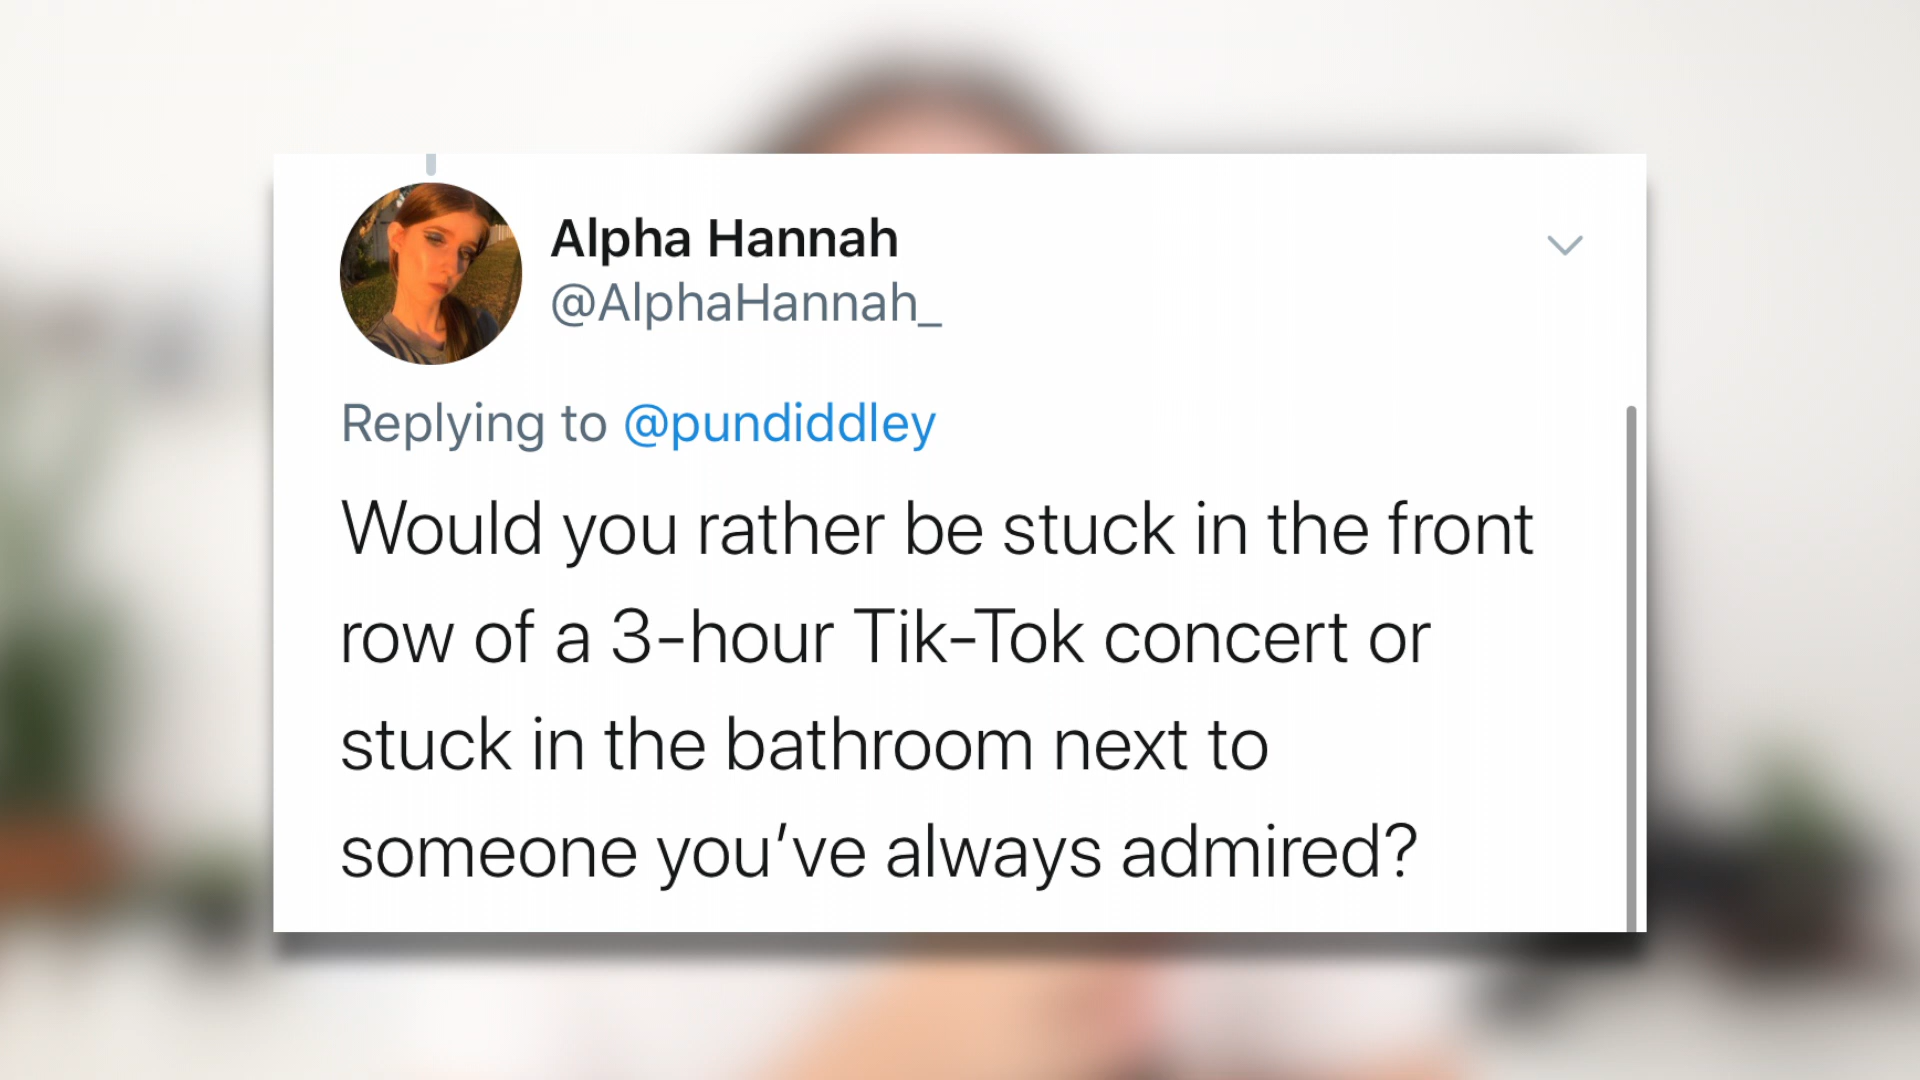 Alpha Hannah
@AlphaHannah_
Replying to @pundiddley
Would you rather be stuck in the front
row of a 3-hour Tik-Tok concert or
stuck in the bathroom next to
someone you’ve always admired?